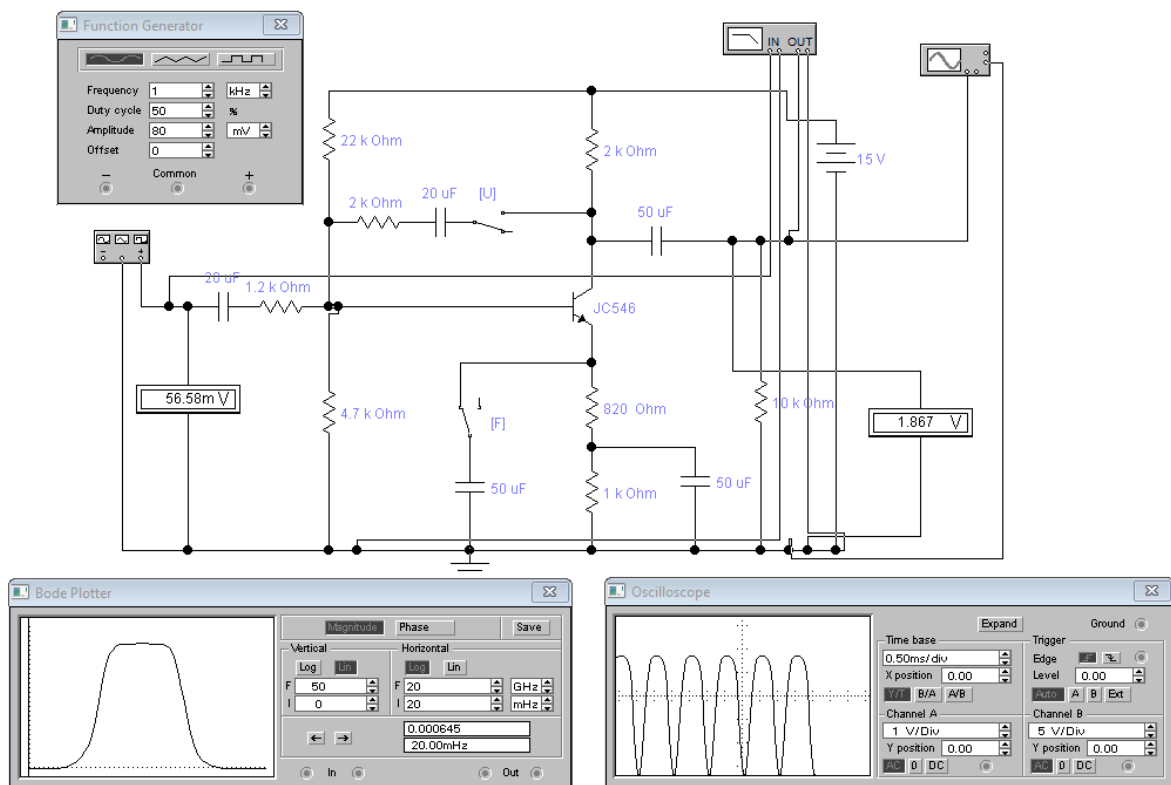 Function Generator
Frequency 1 kHz
Duty cycle 50 %
Amplitude 80 mV
Offset 0
− Common +
IN OUT
22 k Ohm
2 k Ohm
15 V
2 k Ohm
20 uF
[U]
50 uF
20 uF
1.2 k Ohm
− +
JC546
56.58m V
4.7 k Ohm
[F]
820 Ohm
10 k Ohm
1.867 V
50 uF
1 k Ohm
50 uF
Bode Plotter
Magnitude Phase Save
Vertical Horizontal
Log Lin Log Lin
F 50 F 20 GHz
I 0 I 20 mHz
← → 0.000645
20.00mHz
In Out
Oscilloscope
Expand Ground
Time base Trigger
0.50ms/div Edge
X position 0.00 Level 0.00
Y/T B/A A/B Auto A B Ext
Channel A Channel B
1 V/Div 5 V/Div
Y position 0.00 Y position 0.00
AC 0 DC AC 0 DC